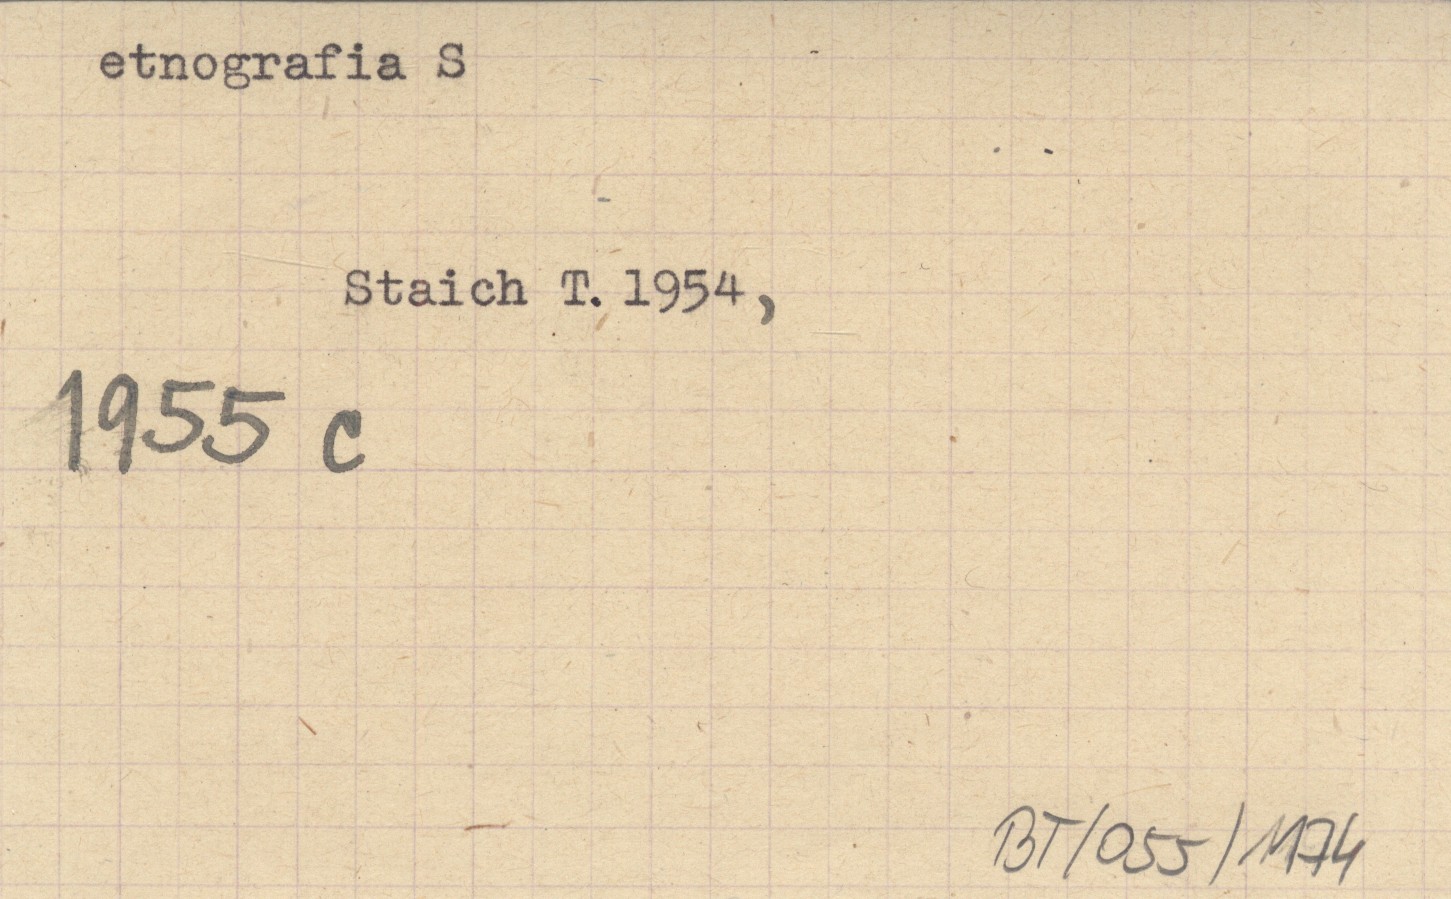 etnografia S
Staich T. 1954,
1955 c
BT/055/1174